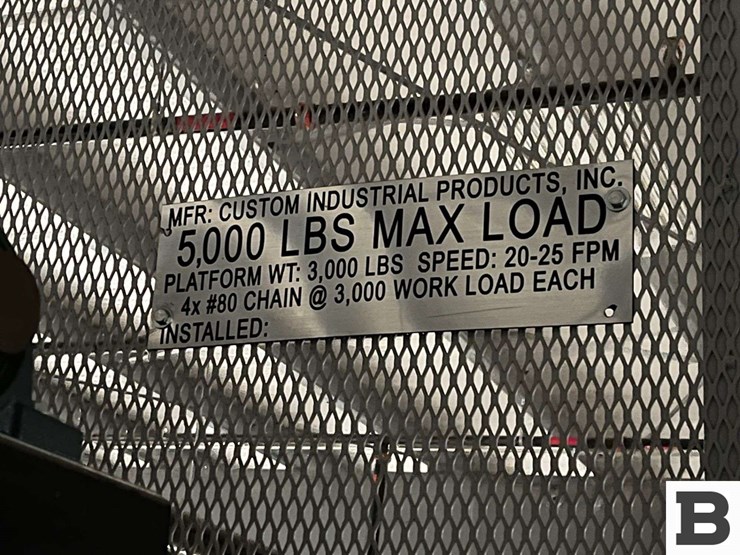 MFR: CUSTOM INDUSTRIAL PRODUCTS, INC.
5,000 LBS MAX LOAD
PLATFORM WT: 3,000 LBS SPEED: 20-25 FPM
4x #80 CHAIN @ 3,000 WORK LOAD EACH
INSTALLED:
B